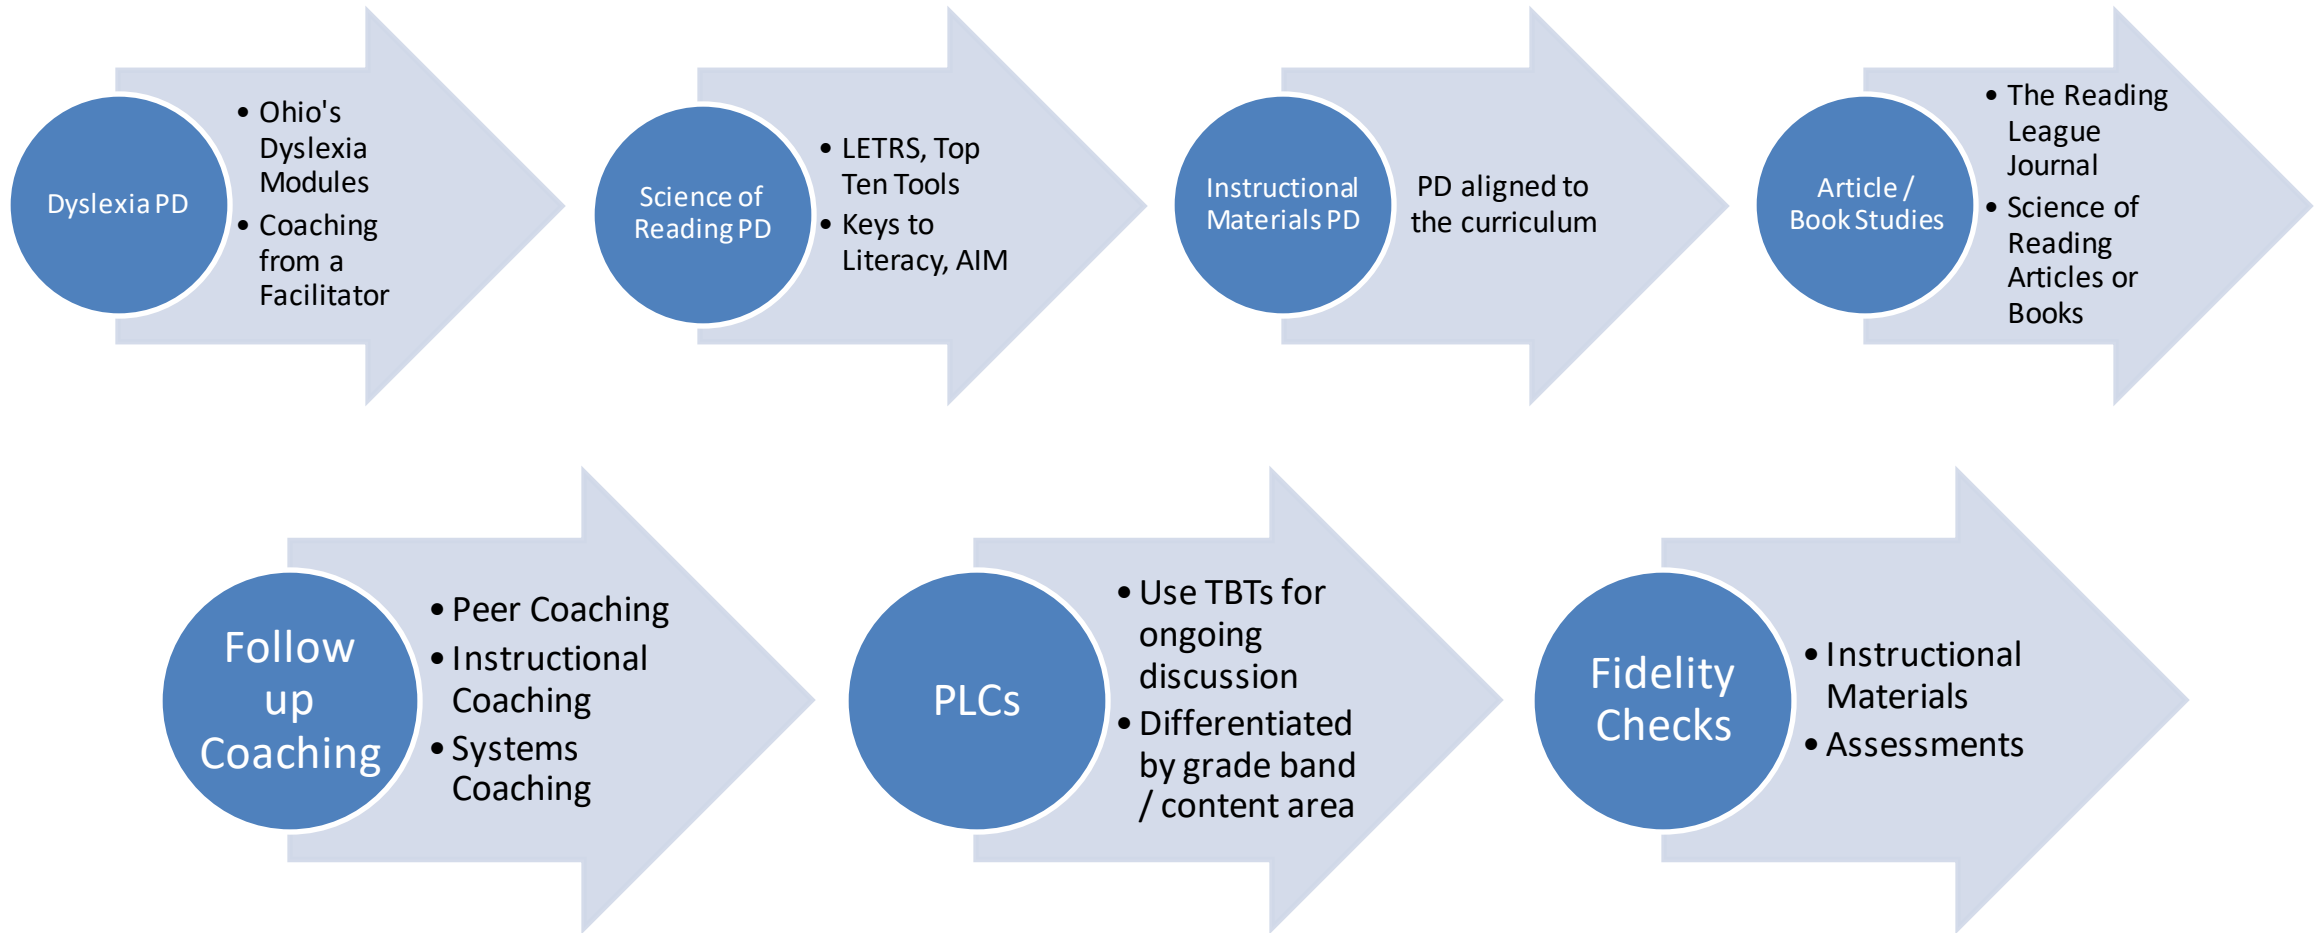 Dyslexia PD
• Ohio's
Dyslexia
Modules
• Coaching
from a
Facilitator
Science of
Reading PD
• LETRS, Top
Ten Tools
• Keys to
Literacy, AIM
Instructional
Materials PD
PD aligned to
the curriculum
Article /
Book Studies
• The Reading
League
Journal
• Science of
Reading
Articles or
Books
Follow
up
Coaching
• Peer Coaching
• Instructional
Coaching
• Systems
Coaching
PLCs
• Use TBTs for
ongoing
discussion
• Differentiated
by grade band
/ content area
Fidelity
Checks
• Instructional
Materials
• Assessments